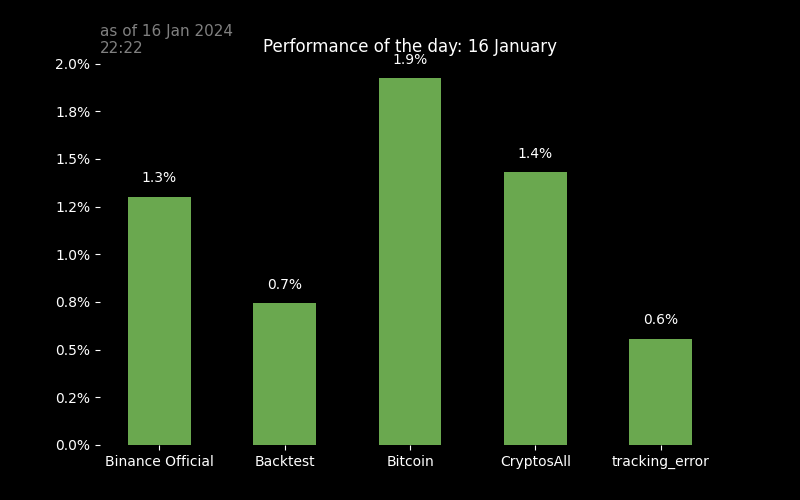 as of 16 Jan 2024
22:22
Performance of the day: 16 January
2.0%
1.8%
1.5%
1.2%
1.0%
0.8%
0.5%
0.2%
0.0%
1.3%
0.7%
1.9%
1.4%
0.6%
Binance Official
Backtest
Bitcoin
CryptosAll
tracking_error